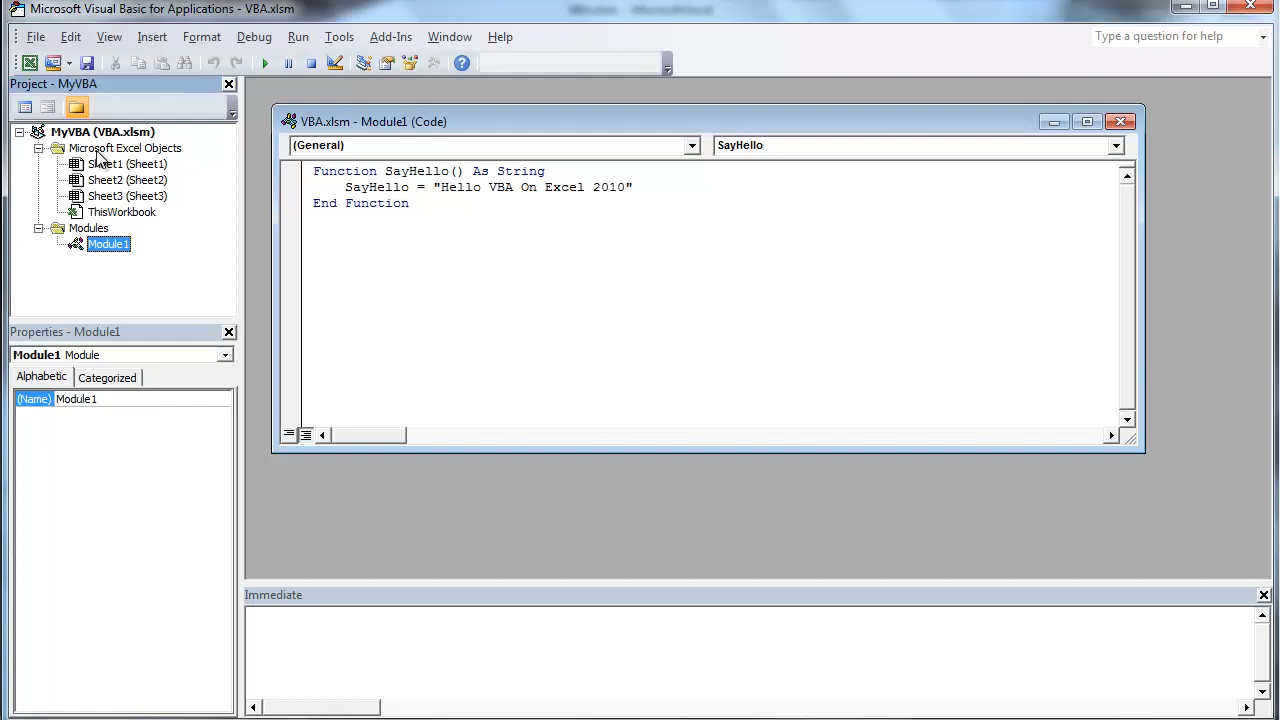 Microsoft Visual Basic for Applications - VBA.xlsm
File Edit View Insert Format Debug Run Tools Add-Ins Window Help
Type a question for help
Project - MyVBA
MyVBA (VBA.xlsm)
Microsoft Excel Objects
Sheet1 (Sheet1)
Sheet2 (Sheet2)
Sheet3 (Sheet3)
ThisWorkbook
Modules
Module1
Properties - Module1
Module1 Module
Alphabetic Categorized
(Name) Module1
VBA.xlsm - Module1 (Code)
(General) SayHello
Function SayHello() As String
SayHello = "Hello VBA On Excel 2010"
End Function
Immediate